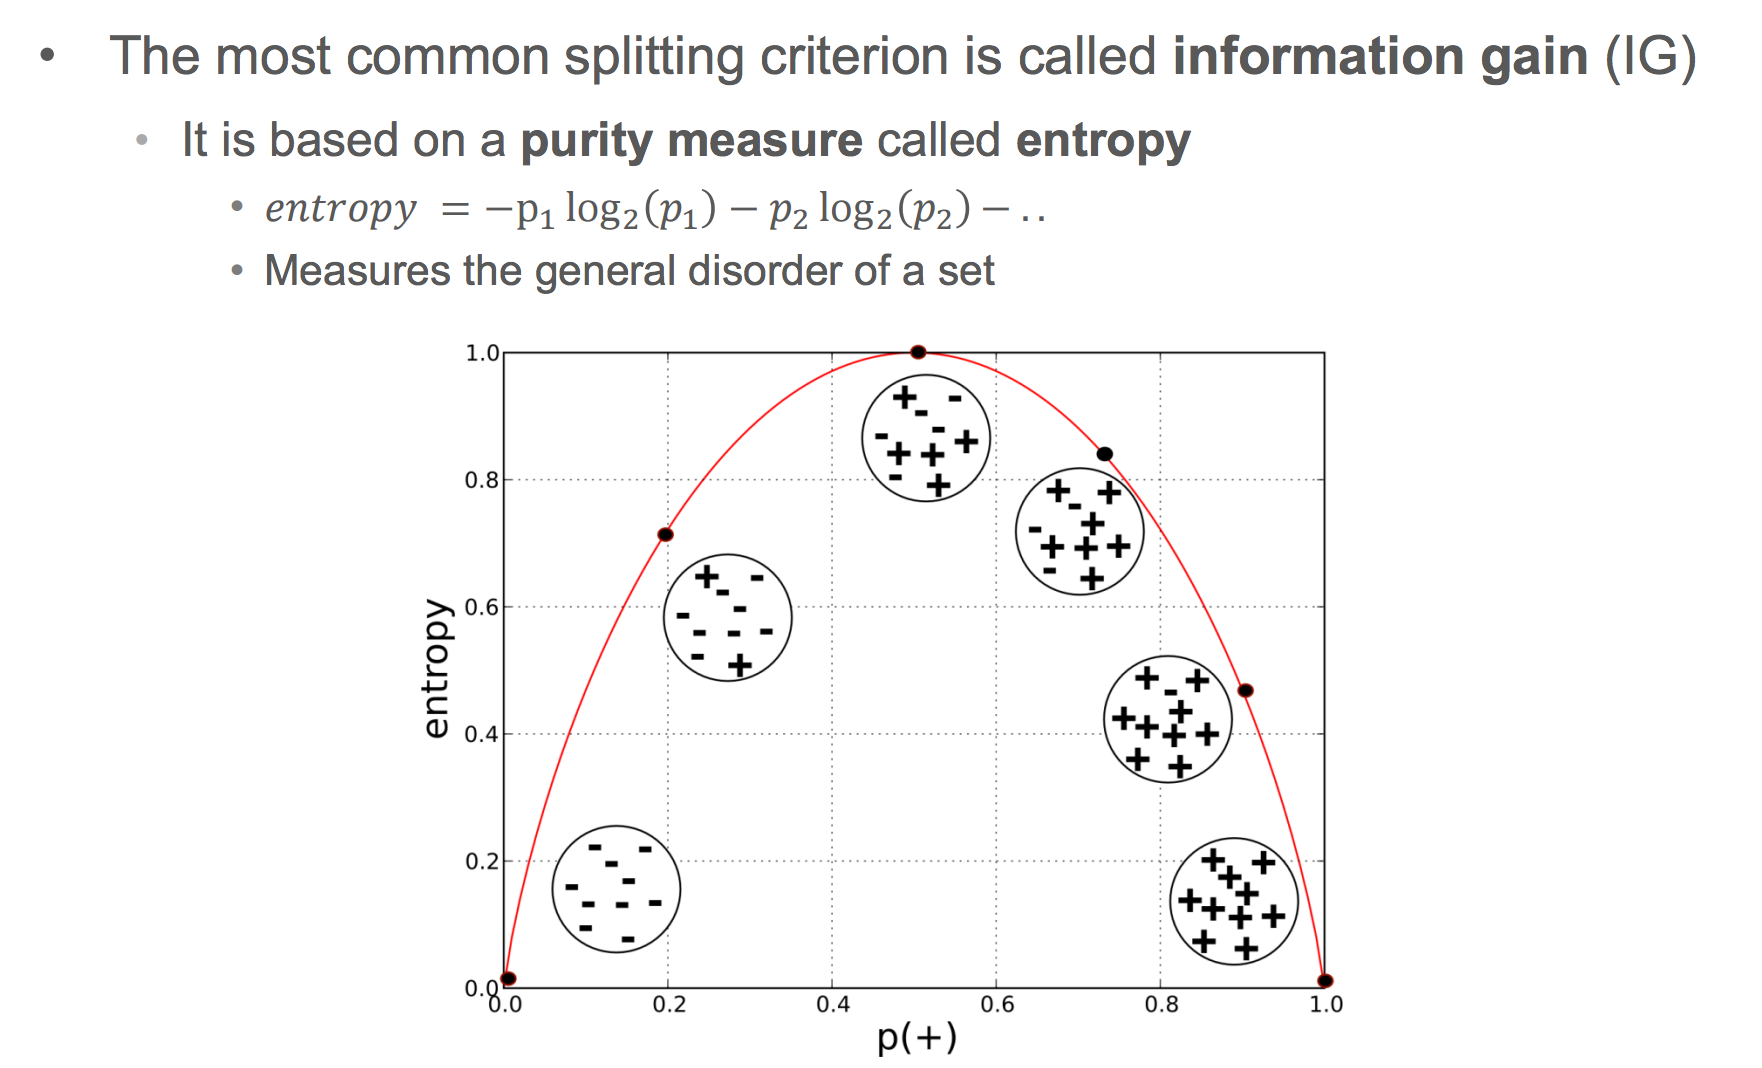 • The most common splitting criterion is called information gain (IG)
• It is based on a purity measure called entropy
• entropy = −p₁ log₂(p₁) − p₂ log₂(p₂) − ..
• Measures the general disorder of a set
1.0
0.8
0.6
0.4
0.2
0.0
entropy
0.0 0.2 0.4 0.6 0.8 1.0
p(+)